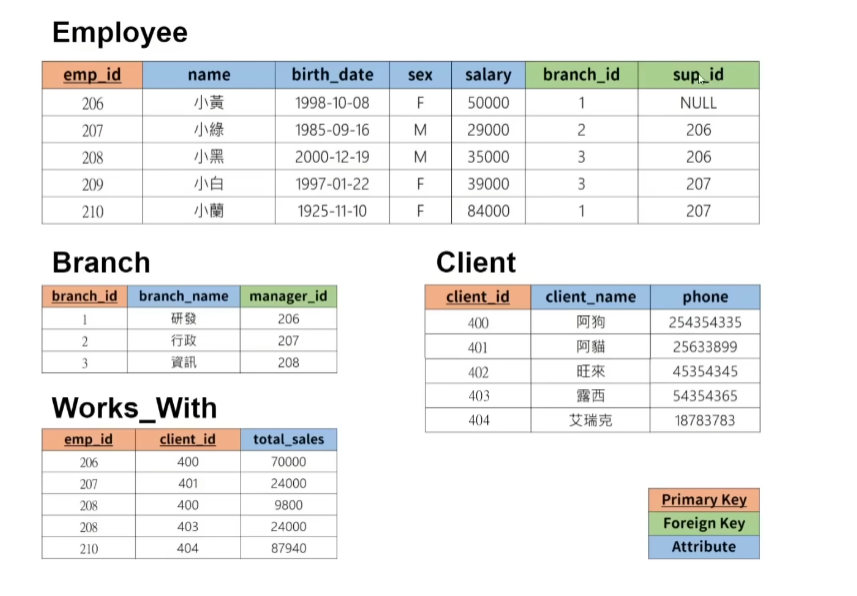 Employee
emp_id name birth_date sex salary branch_id sup_id
206 小黃 1998-10-08 F 50000 1 NULL
207 小綠 1985-09-16 M 29000 2 206
208 小黑 2000-12-19 M 35000 3 206
209 小白 1997-01-22 F 39000 3 207
210 小蘭 1925-11-10 F 84000 1 207
Branch
branch_id branch_name manager_id
1 研發 206
2 行政 207
3 資訊 208
Client
client_id client_name phone
400 阿狗 254354335
401 阿貓 25633899
402 旺來 45354345
403 露西 54354365
404 艾瑞克 18783783
Works_With
emp_id client_id total_sales
206 400 70000
207 401 24000
208 400 9800
208 403 24000
210 404 87940
Primary Key
Foreign Key
Attribute